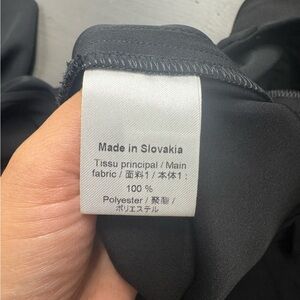 Made in Slovakia
Tissu principal / Main
fabric / 面料1 / 本体1 :
100 %
Polyester / 聚酯 /
ポリエステル